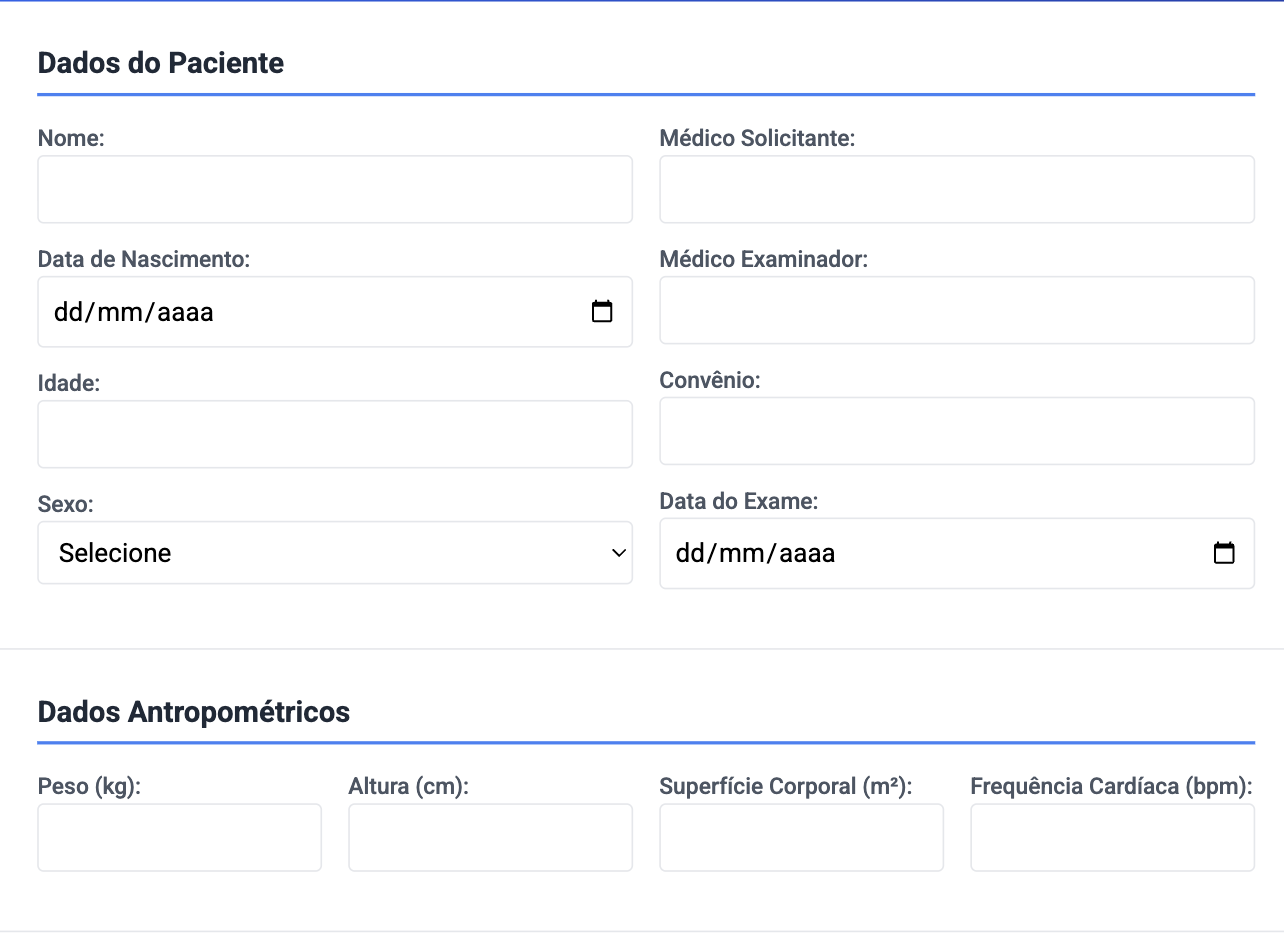 Dados do Paciente
Nome:
Médico Solicitante:
Data de Nascimento:
dd/mm/aaaa
Médico Examinador:
Idade:
Convênio:
Sexo:
Selecione
Data do Exame:
dd/mm/aaaa
Dados Antropométricos
Peso (kg):
Altura (cm):
Superfície Corporal (m²):
Frequência Cardíaca (bpm):